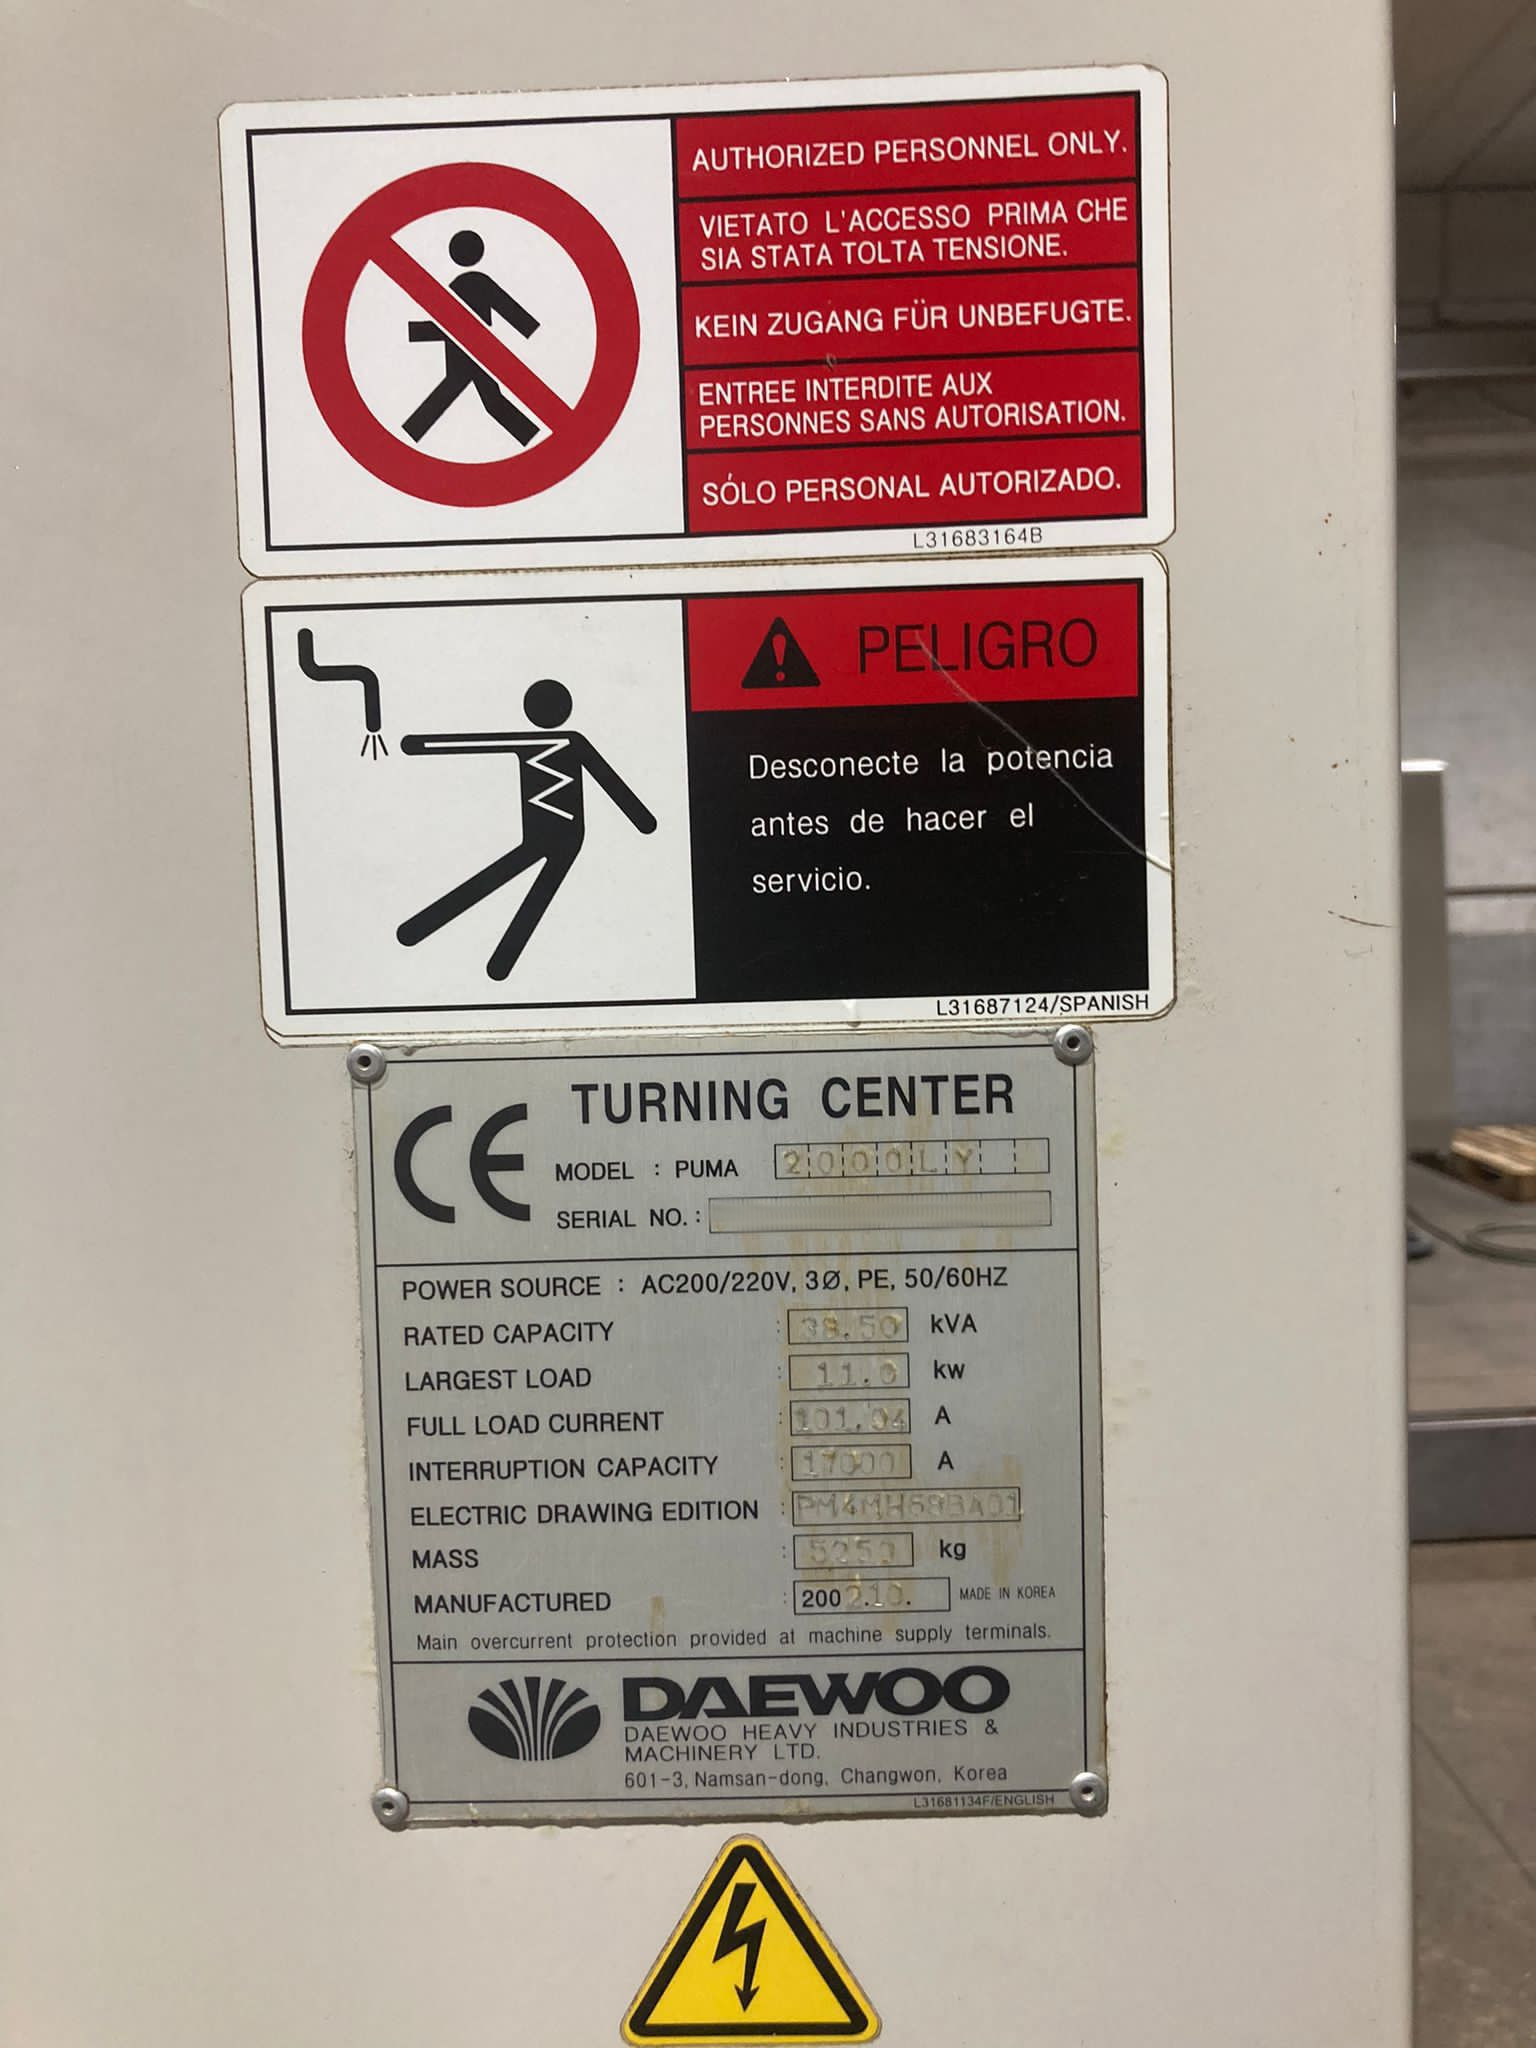 AUTHORIZED PERSONNEL ONLY.
VIETATO L'ACCESSO PRIMA CHE
SIA STATA TOLTA TENSIONE.
KEIN ZUGANG FÜR UNBEFUGTE.
ENTREE INTERDITE AUX
PERSONNES SANS AUTORISATION.
SÓLO PERSONAL AUTORIZADO.
L31683164B
PELIGRO
Desconecte la potencia
antes de hacer el
servicio.
L31687124/SPANISH
CE
TURNING CENTER
MODEL : PUMA 2000LY
SERIAL NO. :
POWER SOURCE : AC200/220V, 3Ø, PE, 50/60HZ
RATED CAPACITY : 38.50 kVA
LARGEST LOAD : 11.0 kw
FULL LOAD CURRENT : 101.04 A
INTERRUPTION CAPACITY : 17000 A
ELECTRIC DRAWING EDITION : PM4MH68BA01
MASS : kg
MANUFACTURED : 2002.10. MADE IN KOREA
Main overcurrent protection provided at machine supply terminals.
DAEWOO
DAEWOO HEAVY INDUSTRIES &
MACHINERY LTD.
601-3, Namsan-dong, Changwon, Korea
L31681134F/ENGLISH